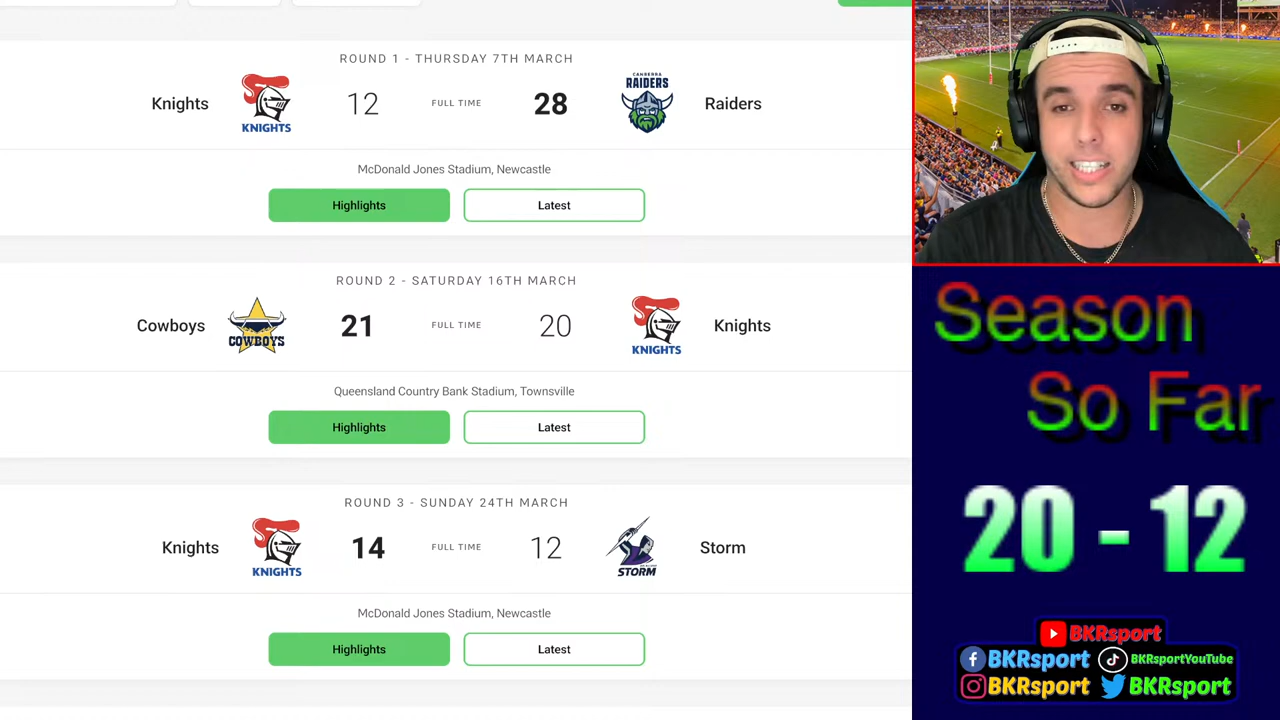 ROUND 1 - THURSDAY 7TH MARCH
Knights KNIGHTS 12 FULL TIME 28 CANBERRA RAIDERS Raiders
McDonald Jones Stadium, Newcastle
Highlights Latest
ROUND 2 - SATURDAY 16TH MARCH
Cowboys COWBOYS 21 FULL TIME 20 KNIGHTS Knights
Queensland Country Bank Stadium, Townsville
Highlights Latest
ROUND 3 - SUNDAY 24TH MARCH
Knights KNIGHTS 14 FULL TIME 12 STORM Storm
McDonald Jones Stadium, Newcastle
Highlights Latest
Season
So Far
20 - 12
BKRsport
BKRsport BKRsportYouTube
BKRsport BKRsport